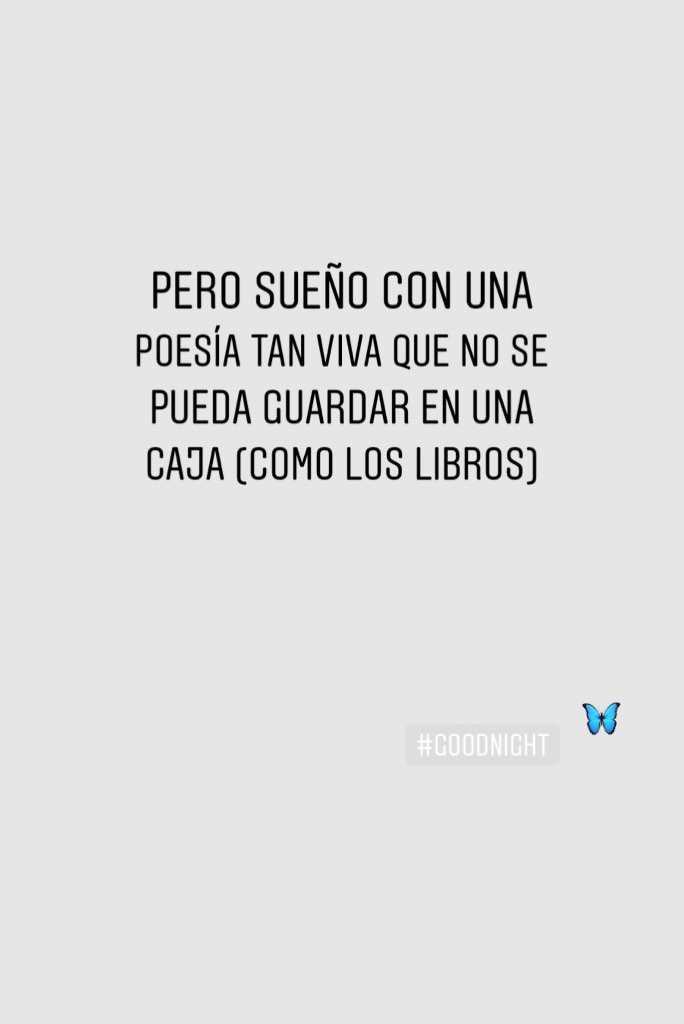 PERO SUEÑO CON UNA
POESÍA TAN VIVA QUE NO SE
PUEDA GUARDAR EN UNA
CAJA (COMO LOS LIBROS)
#GOODNIGHT